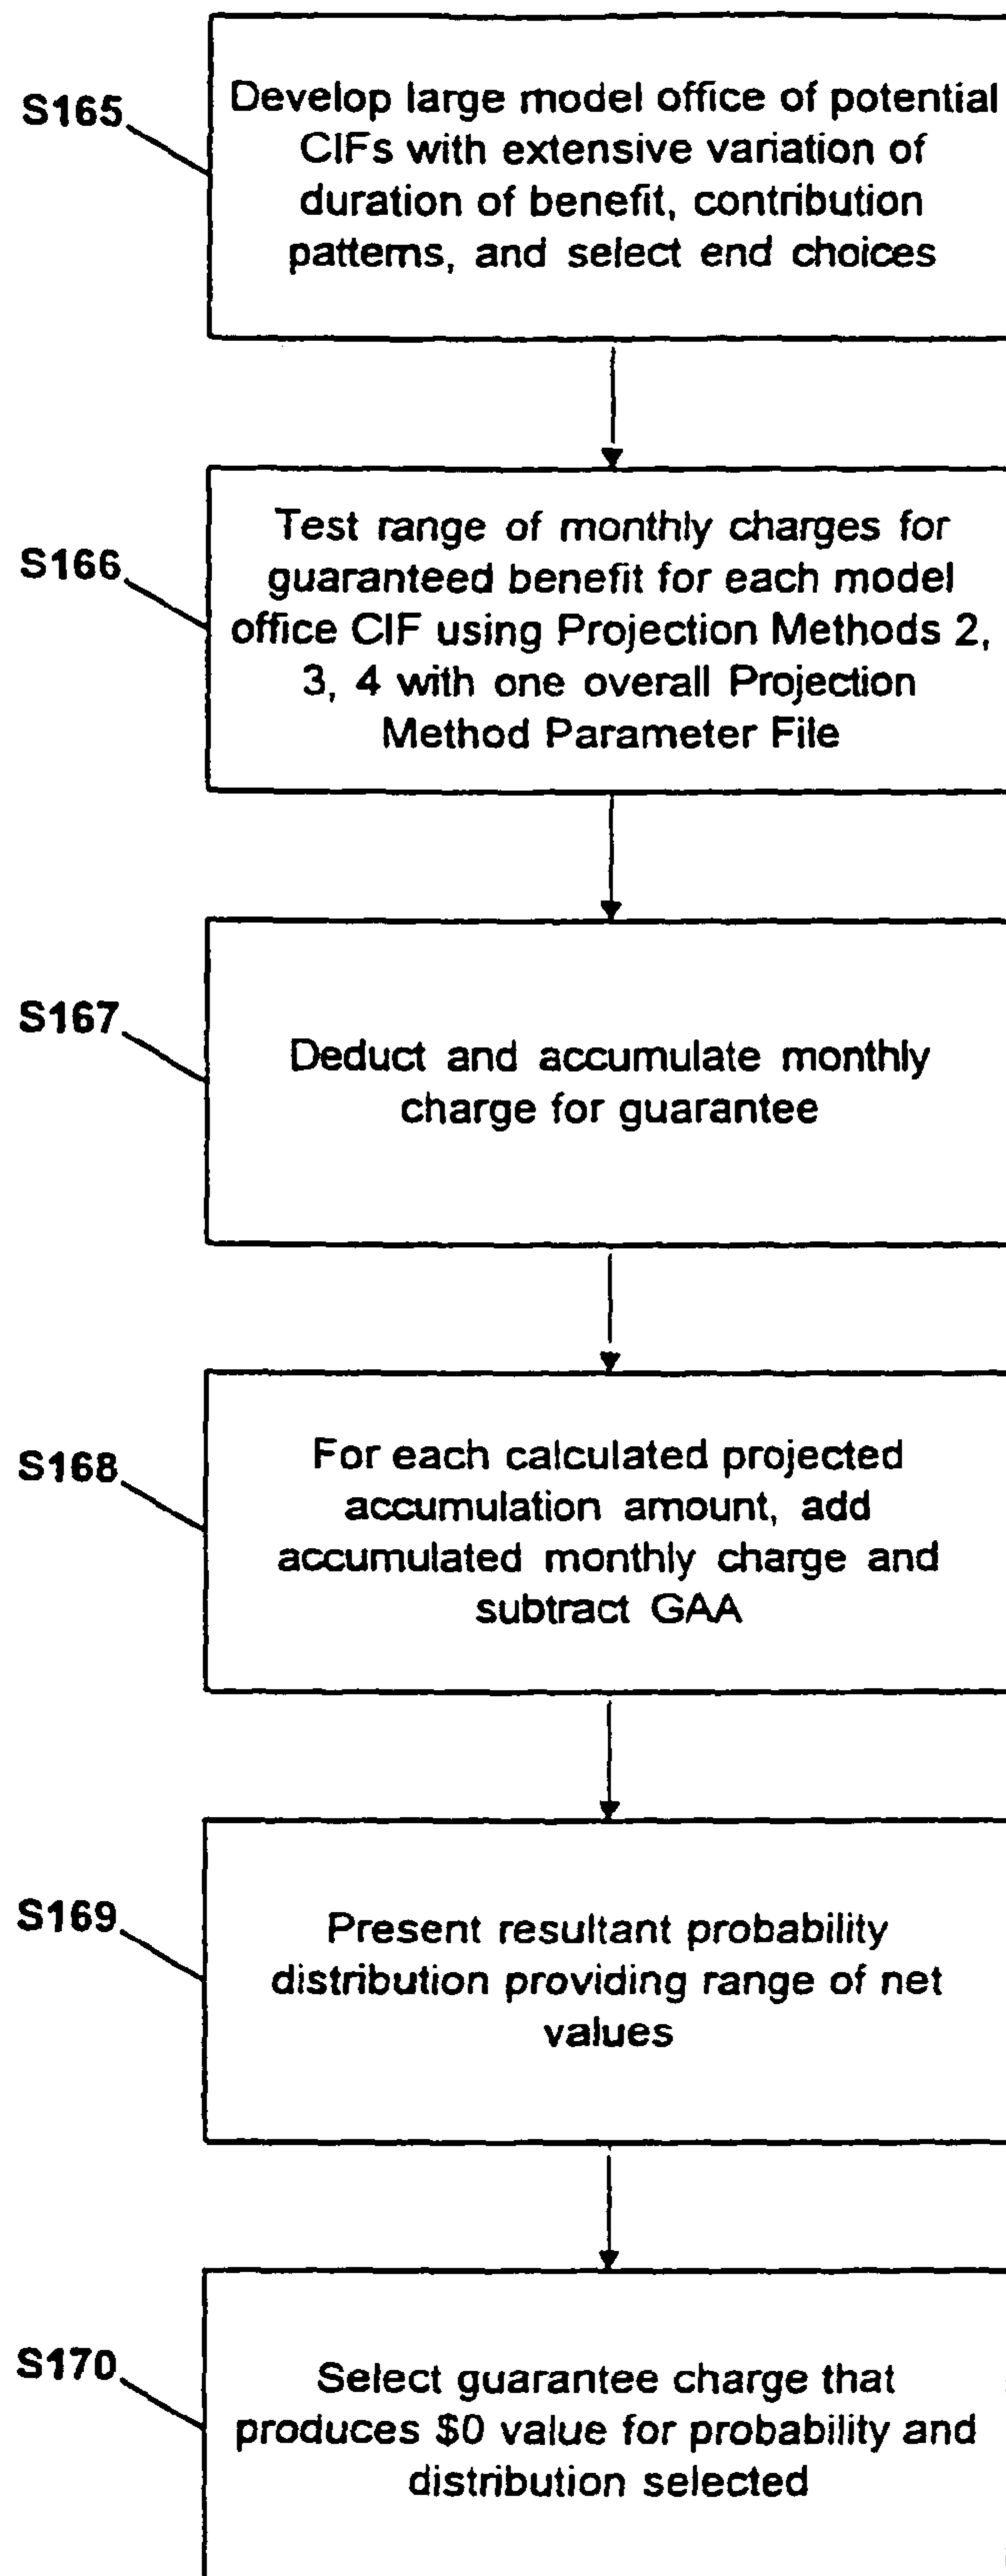 S165
Develop large model office of potential
CIFs with extensive variation of
duration of benefit, contribution
patterns, and select end choices
S166
Test range of monthly charges for
guaranteed benefit for each model
office CIF using Projection Methods 2,
3, 4 with one overall Projection
Method Parameter File
S167
Deduct and accumulate monthly
charge for guarantee
S168
For each calculated projected
accumulation amount, add
accumulated monthly charge and
subtract GAA
S169
Present resultant probability
distribution providing range of net
values
S170
Select guarantee charge that
produces $0 value for probability and
distribution selected